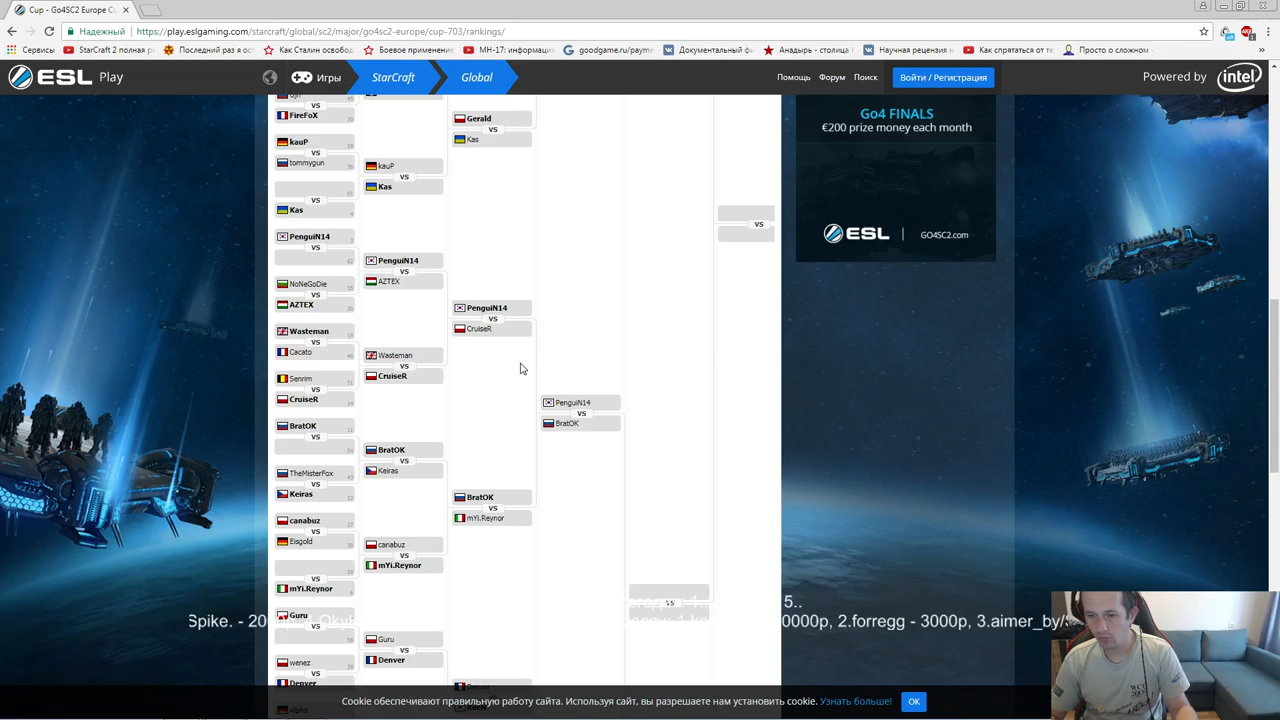 Cup - Go4SC2 Europe C
Надежный
https://play.eslgaming.com/starcraft/global/sc2/major/go4sc2-europe/cup-703/rankings/
Сервисы
StarCraft 2 полная р
Последний раз я ост
Как Сталин освобод
Боевое применение
МН-17: информаци
goodgame.ru/payme
Документальный ф
Анадырь - столица
Научная рецензия н
Как спрятаться от те
Просто о сложном
ESL Play
Игры
StarCraft
Global
Помощь
Форум
Поиск
Войти / Регистрация
Powered by intel
VS
FireFoX
kauP
VS
tommygun
VS
Kas
PenguiN14
VS
NoNeGoDie
VS
AZTEX
Wasteman
VS
Cacato
Senrim
VS
CruiseR
BratOK
VS
TheMisterFox
VS
Keiras
canabuz
VS
Eisgold
VS
mYi.Reynor
Guru
VS
wenez
VS
Denver
Alpha
kauP
VS
Kas
PenguiN14
VS
AZTEX
Wasteman
VS
CruiseR
BratOK
VS
Keiras
canabuz
VS
mYi.Reynor
Guru
VS
Denver
Gerald
VS
Kas
PenguiN14
VS
CruiseR
BratOK
VS
mYi.Reynor
PenguiN14
VS
BratOK
VS
VS
Go4 FINALS
€200 prize money each month
ESL | GO4SC2.com
Spike. - 20
0000p, 2.forregg - 3000p, 3.aimer_by/
Cookie обеспечивают правильную работу сайта. Используя сайт, вы разрешаете нам установить cookie. Узнать больше!
OK